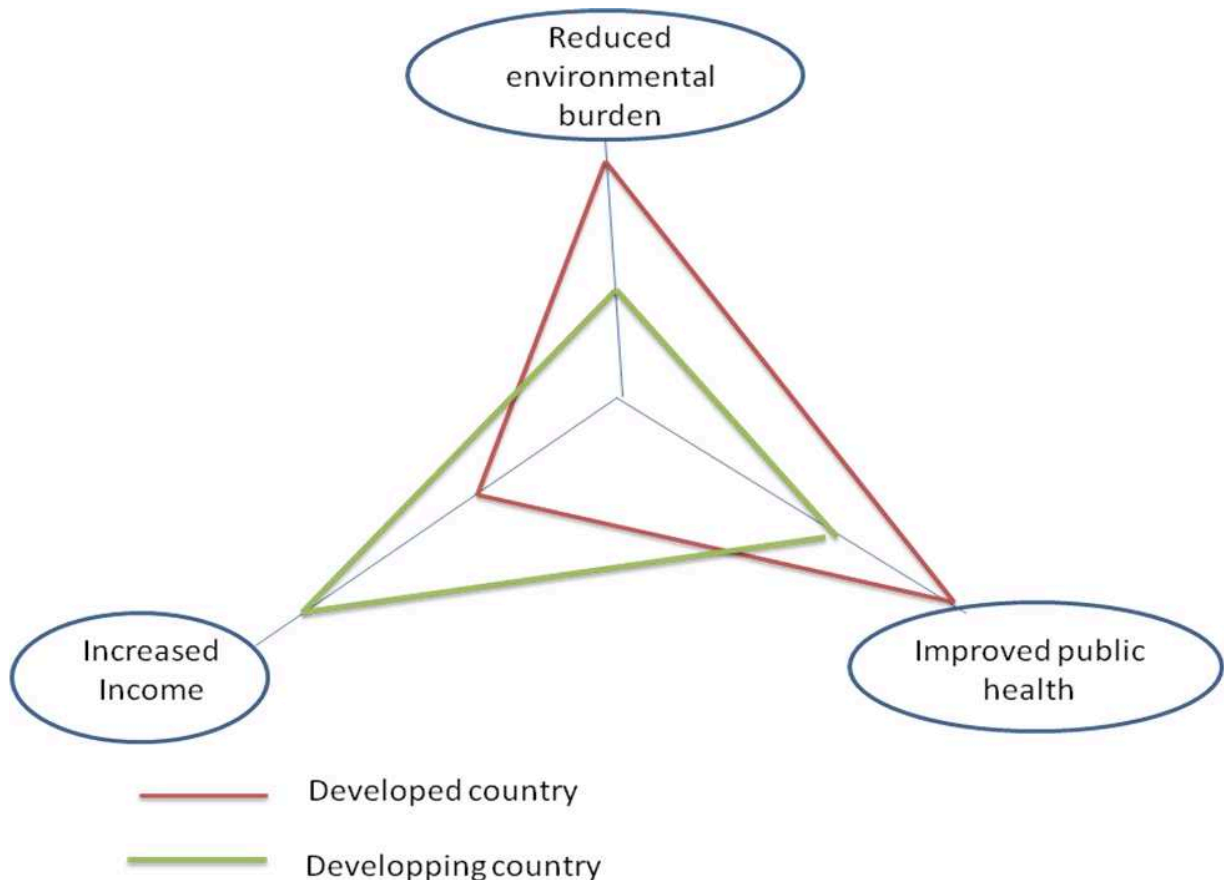 Reduced
environmental
burden
Increased
Income
Improved public
health
Developed country
Developping country